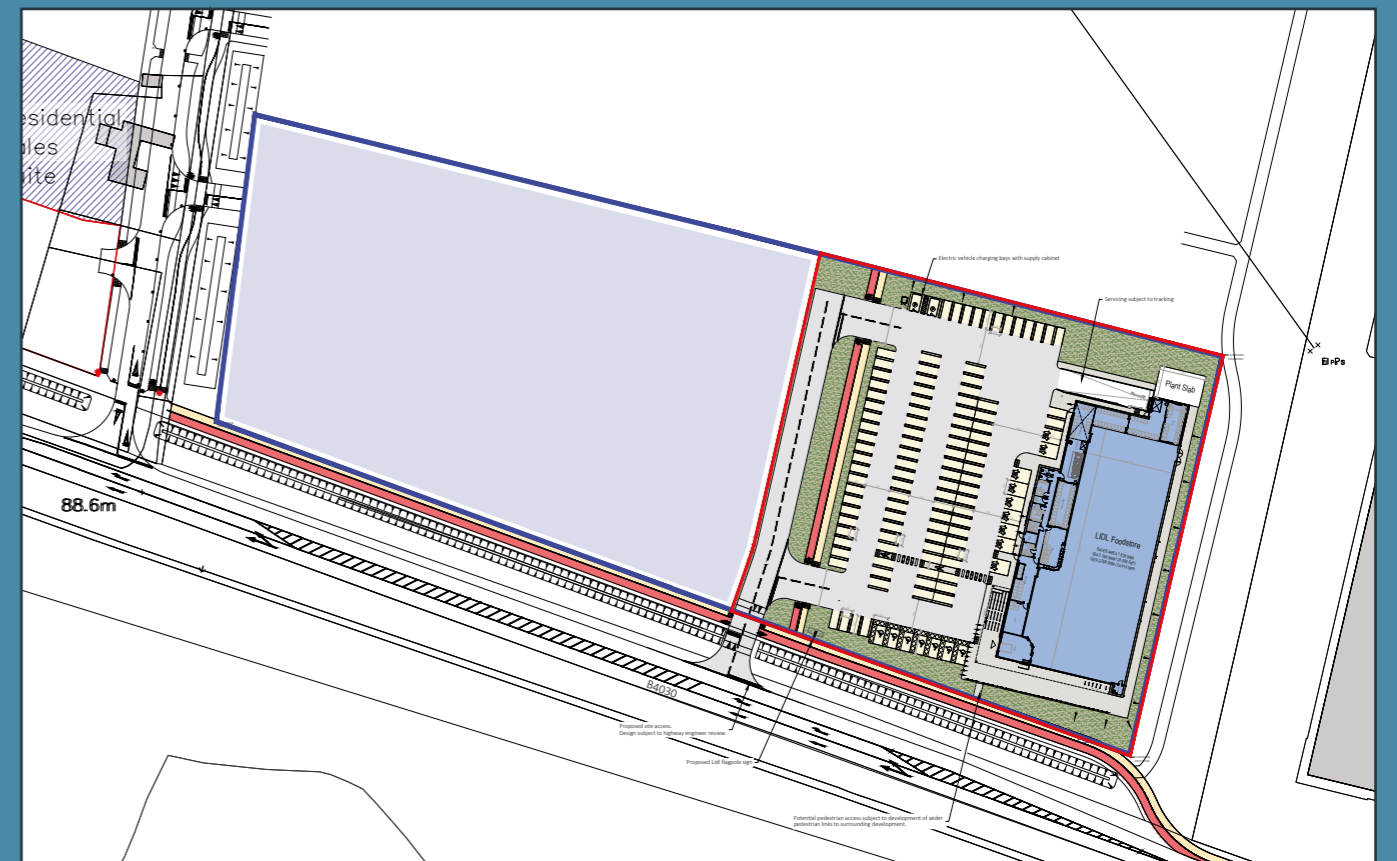 esidential
ales
ite
Electric vehicle charging bays with supply cabinet
Servicing subject to tracking
Plant Slab
LIDL Foodstore
88.6m
B4030
Proposed site access.
Design subject to highway engineer review.
Proposed Lidl flagpole sign
Potential pedestrian access subject to development of wider
pedestrian links to surrounding development.